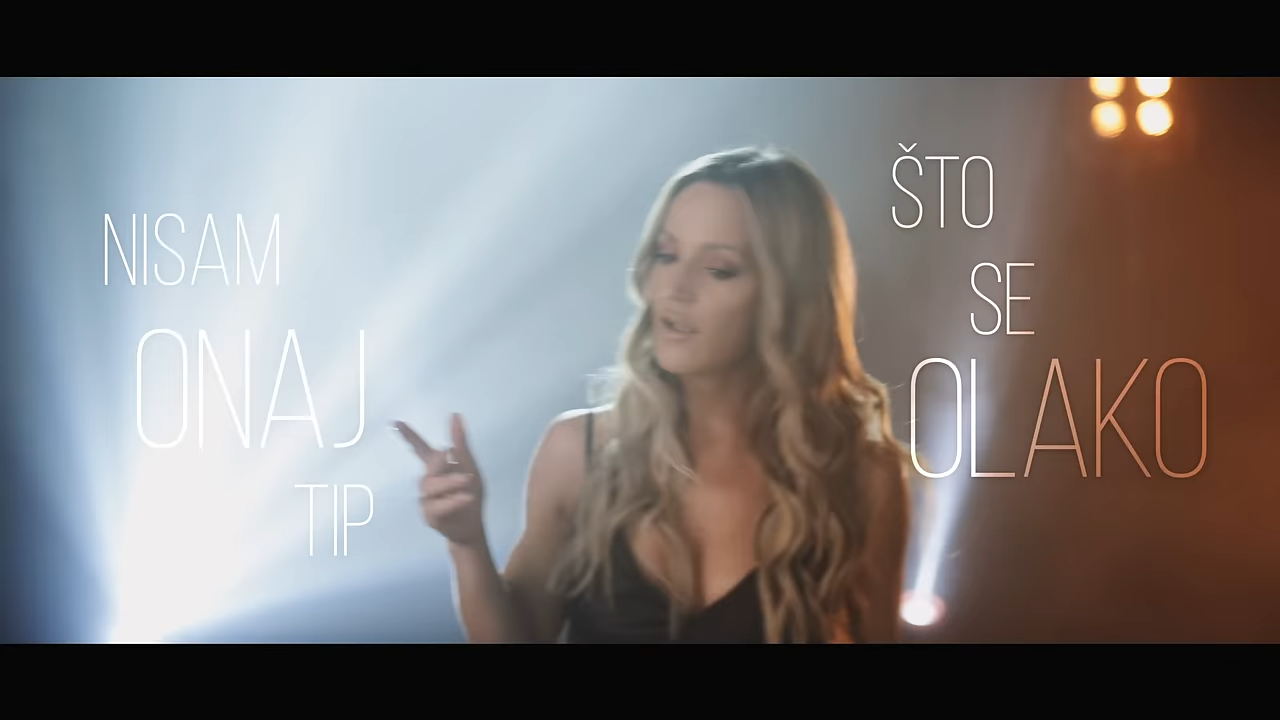 NISAM
ONAJ
TIP
ŠTO
SE
OLAKO